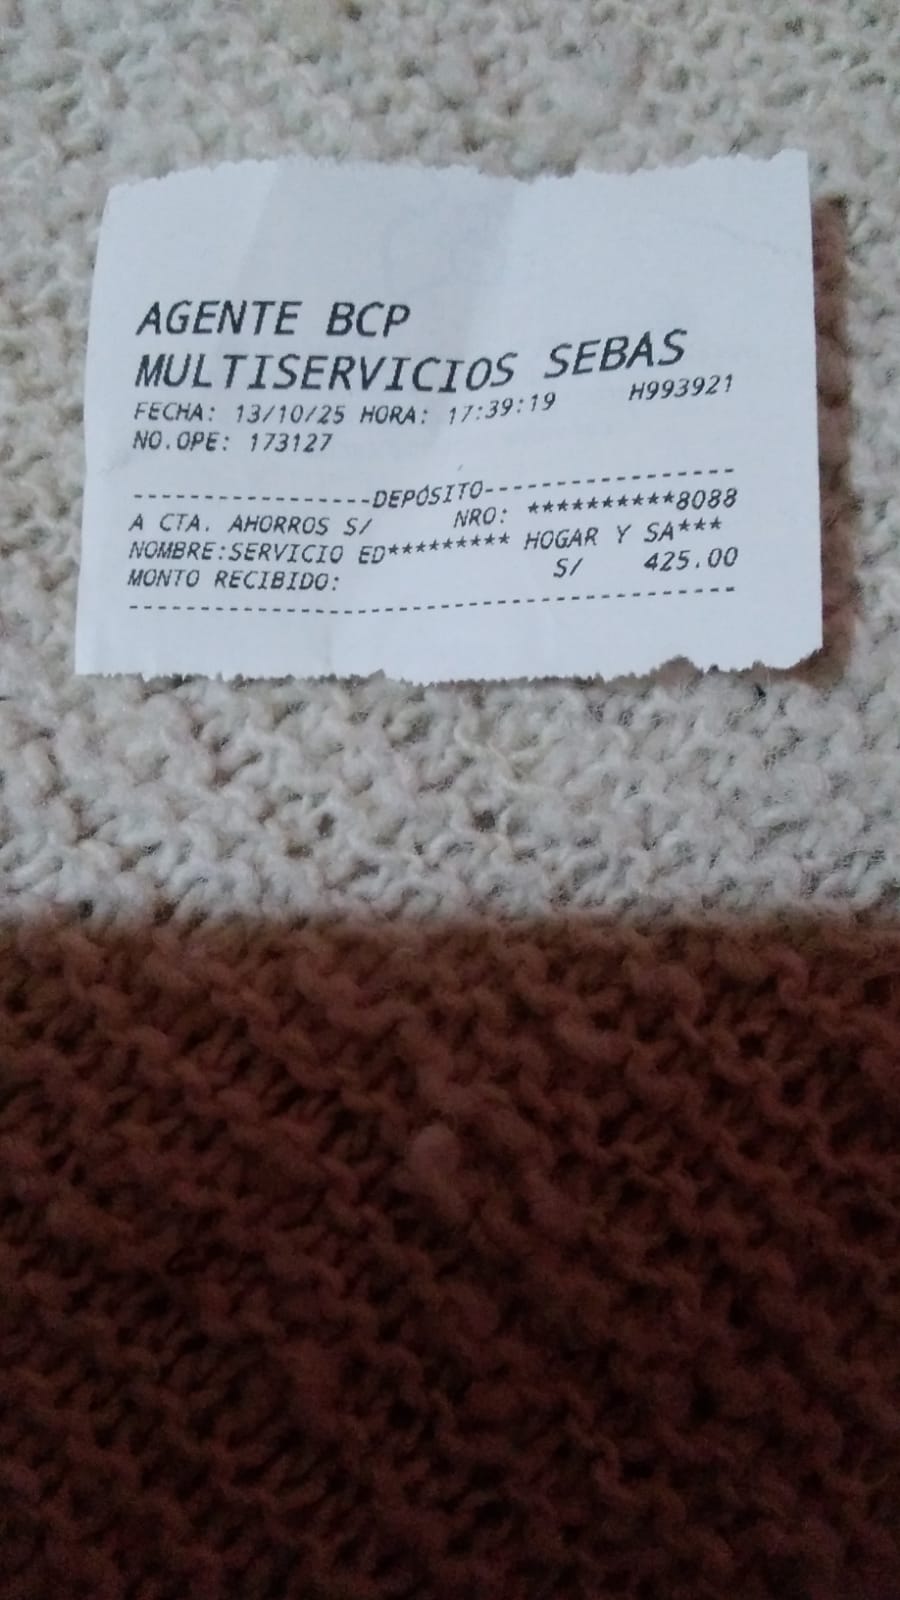 AGENTE BCP
MULTISERVICIOS SEBAS
FECHA: 13/10/25 HORA: 17:39:19 H993921
NO.OPE: 173127
-----------------DEPÓSITO------------------
A CTA. AHORROS S/ NRO: **********8088
NOMBRE:SERVICIO ED********* HOGAR Y SA***
MONTO RECIBIDO: S/ 425.00
-------------------------------------------